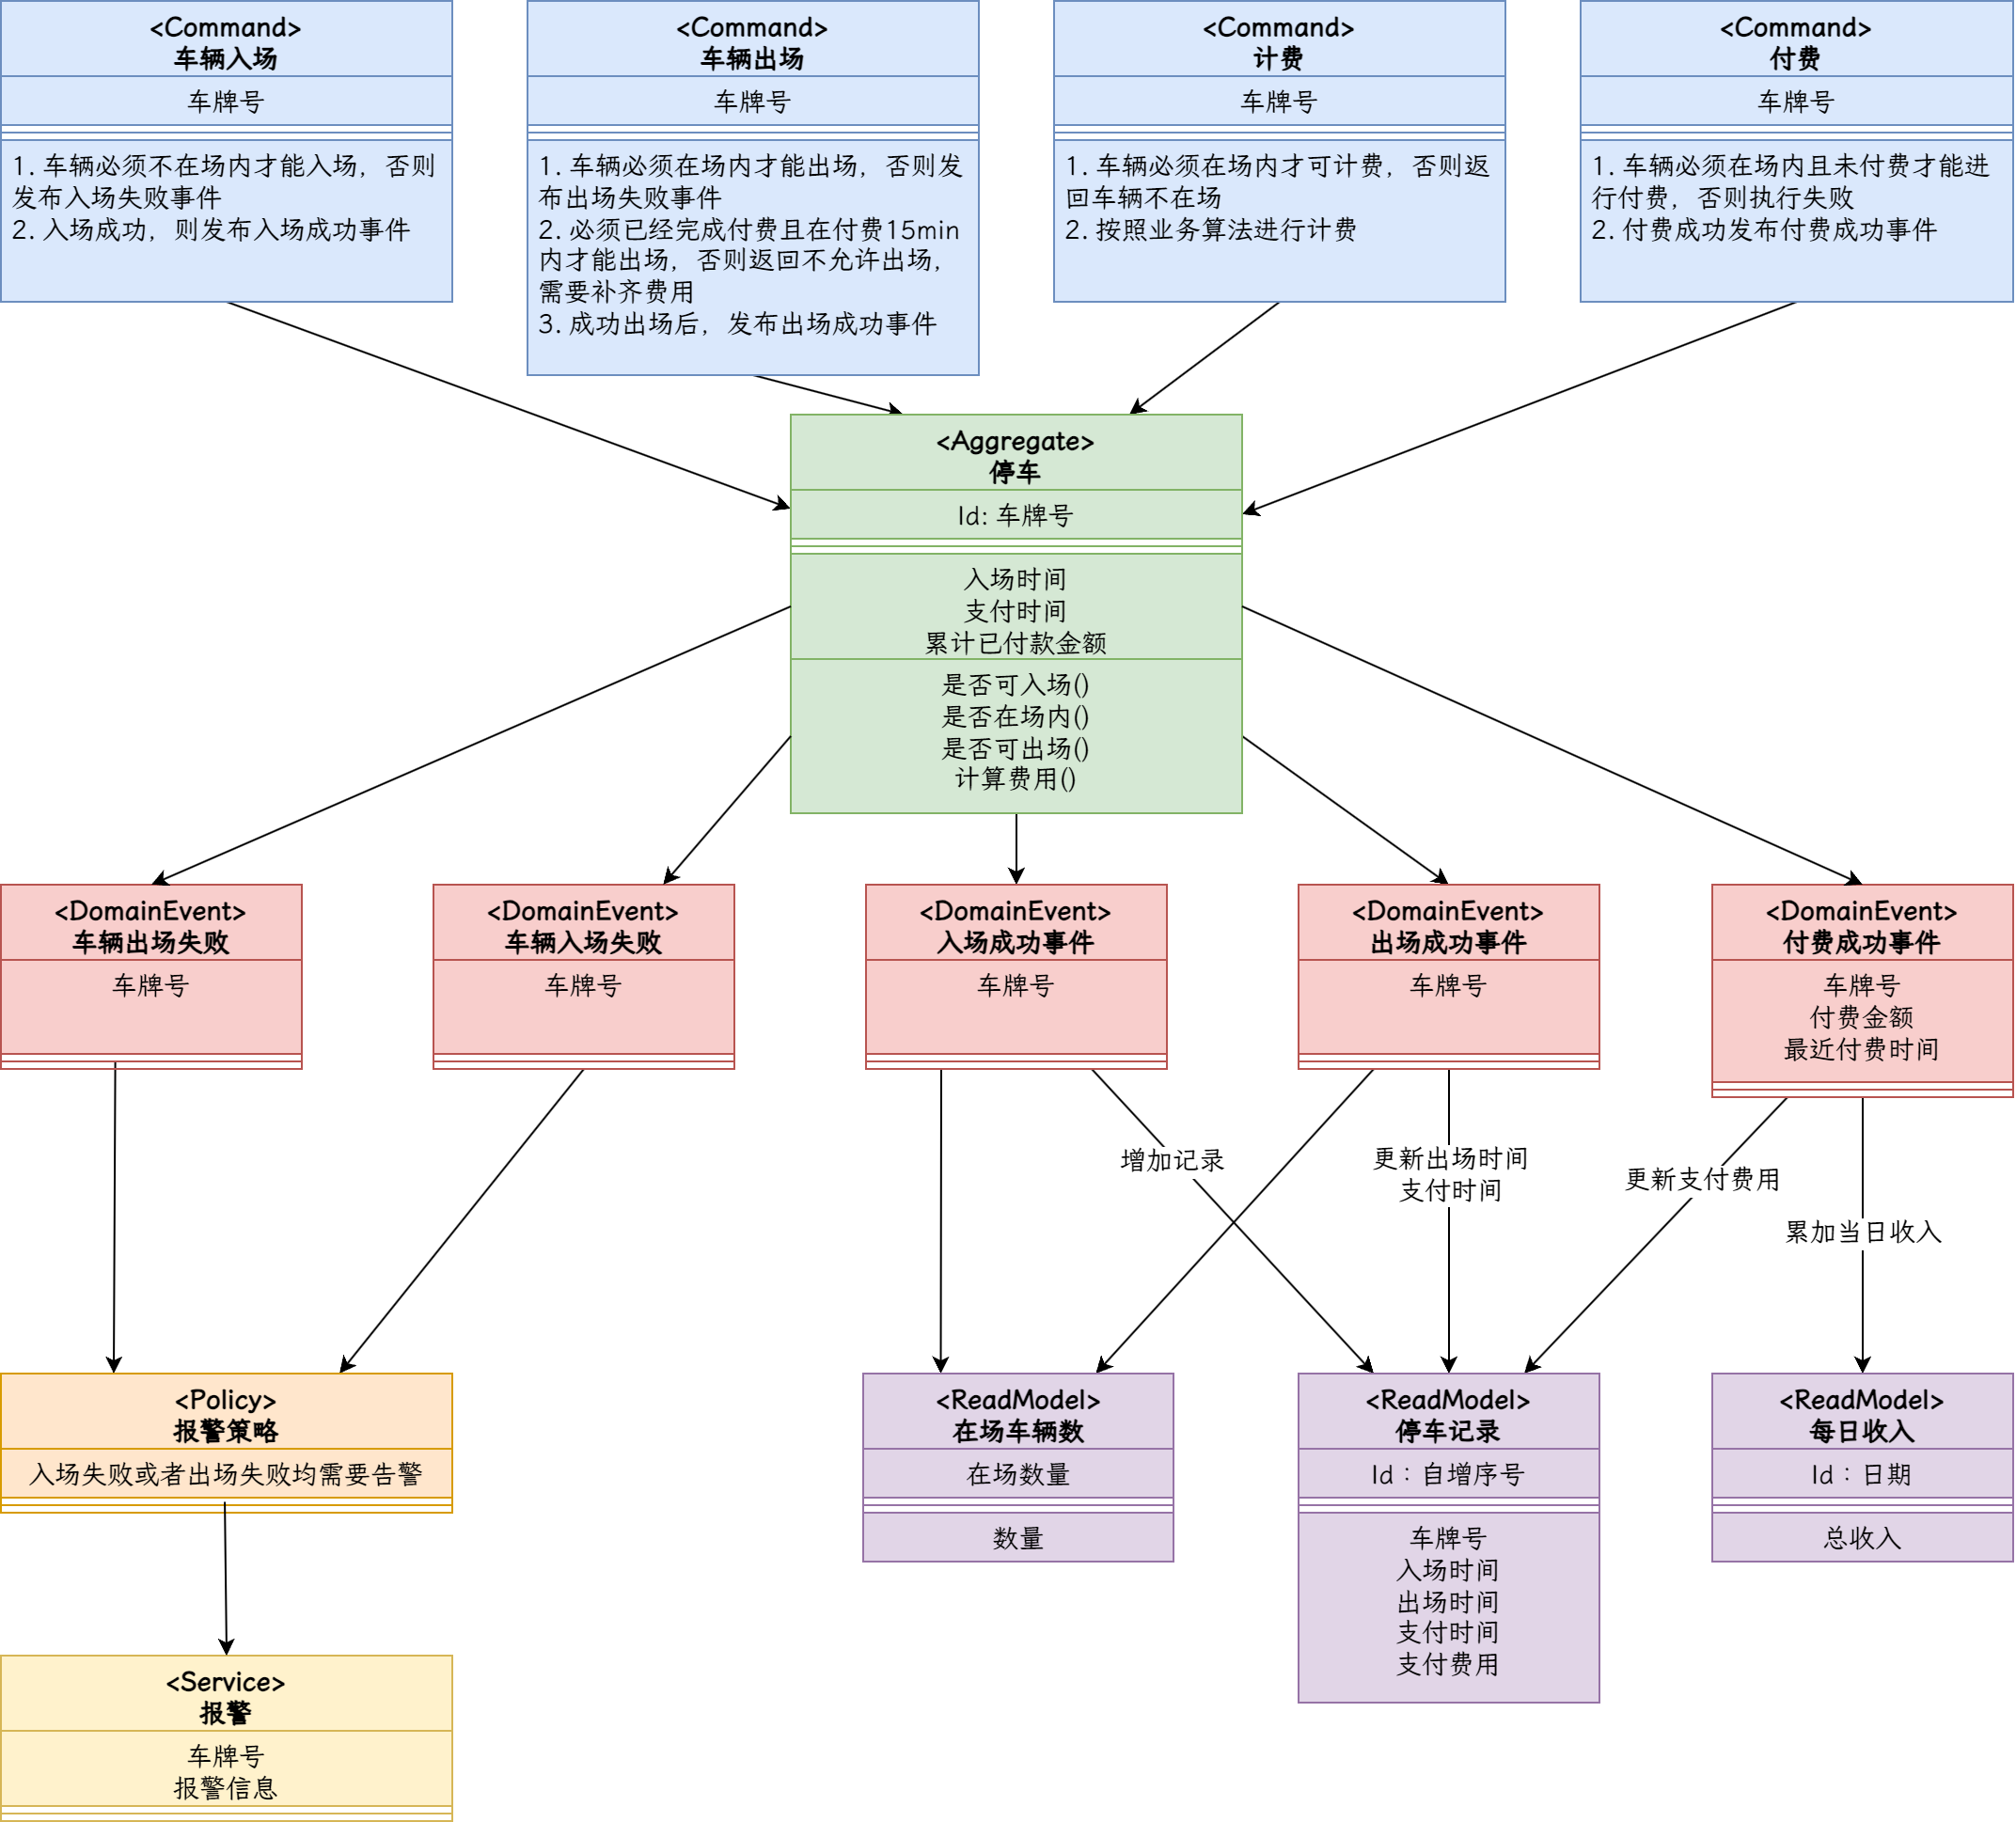 <Command>
车辆入场
车牌号
1. 车辆必须不在场内才能入场，否则
发布入场失败事件
2. 入场成功，则发布入场成功事件
<Command>
车辆出场
车牌号
1. 车辆必须在场内才能出场，否则发
布出场失败事件
2. 必须已经完成付费且在付费15min
内才能出场，否则返回不允许出场，
需要补齐费用
3. 成功出场后，发布出场成功事件
<Command>
计费
车牌号
1. 车辆必须在场内才可计费，否则返
回车辆不在场
2. 按照业务算法进行计费
<Command>
付费
车牌号
1. 车辆必须在场内且未付费才能进
行付费，否则执行失败
2. 付费成功发布付费成功事件
<Aggregate>
停车
Id: 车牌号
入场时间
支付时间
累计已付款金额
是否可入场()
是否在场内()
是否可出场()
计算费用()
<DomainEvent>
车辆出场失败
车牌号
<DomainEvent>
车辆入场失败
车牌号
<DomainEvent>
入场成功事件
车牌号
<DomainEvent>
出场成功事件
车牌号
<DomainEvent>
付费成功事件
车牌号
付费金额
最近付费时间
增加记录
更新出场时间
支付时间
更新支付费用
累加当日收入
<Policy>
报警策略
入场失败或者出场失败均需要告警
<ReadModel>
在场车辆数
在场数量
数量
<ReadModel>
停车记录
Id：自增序号
车牌号
入场时间
出场时间
支付时间
支付费用
<ReadModel>
每日收入
Id：日期
总收入
<Service>
报警
车牌号
报警信息